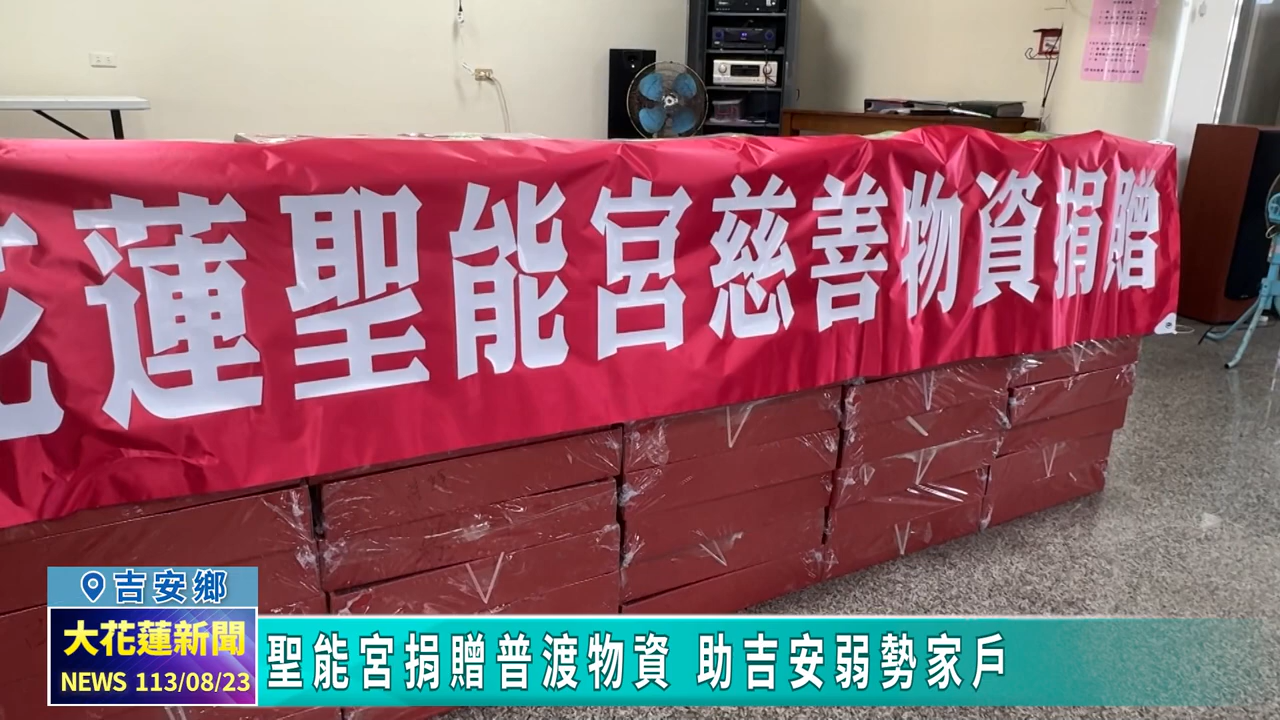 花蓮聖能宮慈善物資捐贈
吉安鄉
大花蓮新聞
NEWS 113/08/23
聖能宮捐贈普渡物資 助吉安弱勢家戶